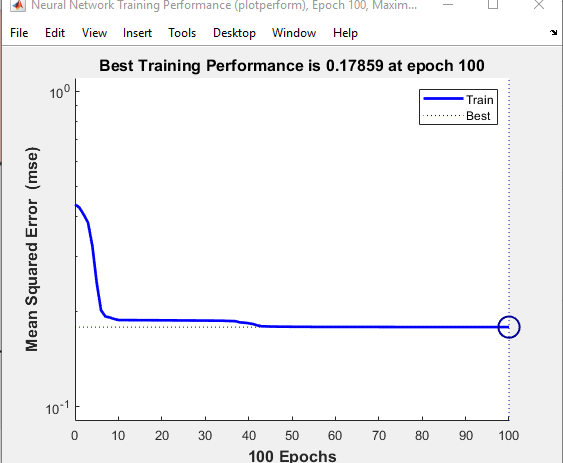 Neural Network Training Performance (plotperform), Epoch 100, Maxim...
File Edit View Insert Tools Desktop Window Help
Best Training Performance is 0.17859 at epoch 100
10⁰
Train
Best
Mean Squared Error (mse)
10⁻¹
0 10 20 30 40 50 60 70 80 90 100
100 Epochs